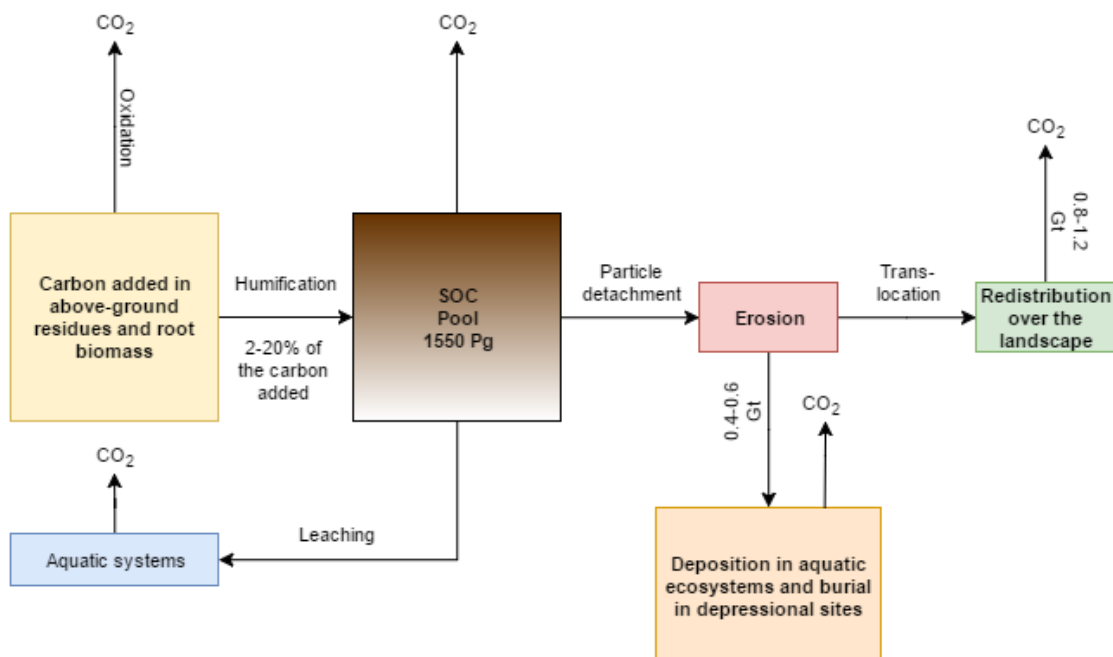 CO2
CO2
Oxidation
CO2
0.8-1.2
Gt
Carbon added in
above-ground
residues and root
biomass
Humification
2-20% of
the carbon
added
SOC
Pool
1550 Pg
Particle
detachment
Erosion
Trans-
location
Redistribution
over the
landscape
0.4-0.6
Gt
CO2
CO2
Aquatic systems
Leaching
Deposition in aquatic
ecosystems and burial
in depressional sites